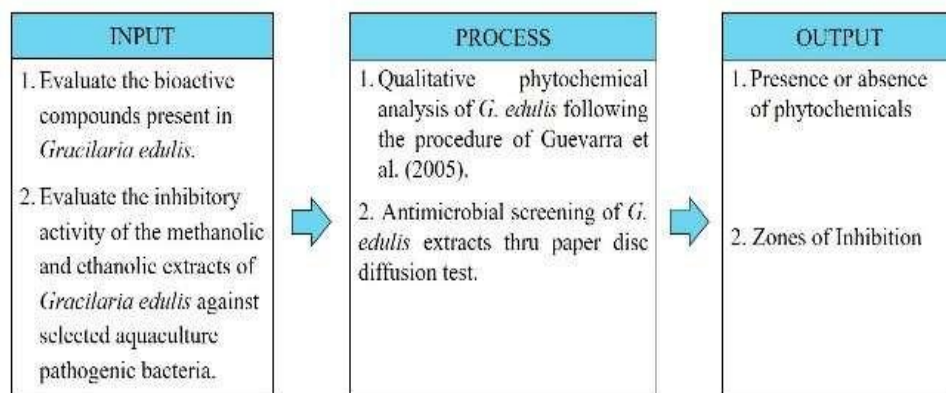 INPUT
1. Evaluate the bioactive
compounds present in
Gracilaria edulis.
2. Evaluate the inhibitory
activity of the methanolic
and ethanolic extracts of
Gracilaria edulis against
selected aquaculture
pathogenic bacteria.
PROCESS
1. Qualitative phytochemical
analysis of G. edulis following
the procedure of Guevarra et
al. (2005).
2. Antimicrobial screening of G.
edulis extracts thru paper disc
diffusion test.
OUTPUT
1. Presence or absence
of phytochemicals
2. Zones of Inhibition